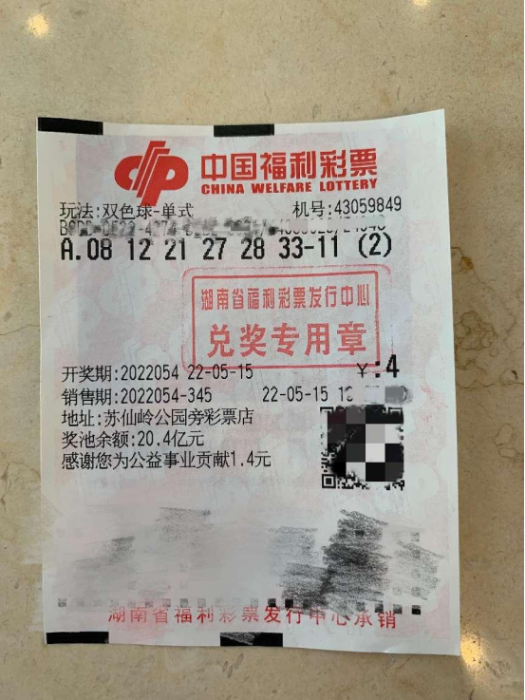 中国福利彩票
CHINA WELFARE LOTTERY
玩法:双色球-单式 机号:43059849
A.08 12 21 27 28 33-11 (2)
湖南省福利彩票发行中心
兑奖专用章
开奖期:2022054 22-05-15 ¥:4
销售期:2022054-345 22-05-15
地址:苏仙岭公园旁彩票店
奖池余额:20.4亿元
感谢您为公益事业贡献1.4元
湖南省福利彩票发行中心承销